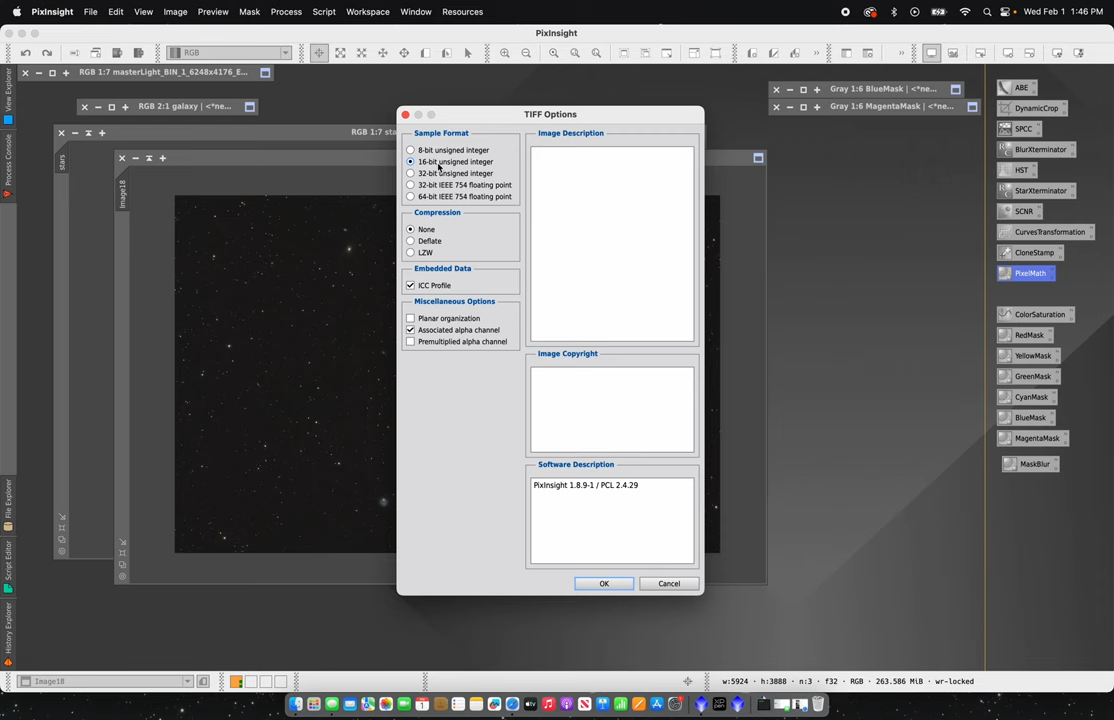 PixInsight File Edit View Image Preview Mask Process Script Workspace Window Resources Wed Feb 1 1:46 PM
PixInsight
RGB
RGB 1:7 masterLight_BIN_1_6248x4176_E...
RGB 2:1 galaxy | <*ne...
RGB 1:7 sta
Gray 1:6 BlueMask | <*ne...
Gray 1:6 MagentaMask | <*ne...
View Explorer
Process Console
File Explorer
Script Editor
History Explorer
stars
Image18
TIFF Options
Sample Format
8-bit unsigned integer
16-bit unsigned integer
32-bit unsigned integer
32-bit IEEE 754 floating point
64-bit IEEE 754 floating point
Compression
None
Deflate
LZW
Embedded Data
ICC Profile
Miscellaneous Options
Planar organization
Associated alpha channel
Premultiplied alpha channel
Image Description
Image Copyright
Software Description
PixInsight 1.8.9-1 / PCL 2.4.29
OK Cancel
ABE
DynamicCrop
SPCC
BlurXterminator
HST
StarXterminator
SCNR
CurvesTransformation
CloneStamp
PixelMath
ColorSaturation
RedMask
YellowMask
GreenMask
CyanMask
BlueMask
MagentaMask
MaskBlur
Image18
w:5924 · h:3888 · n:3 · f32 · RGB · 263.586 MiB · wr-locked